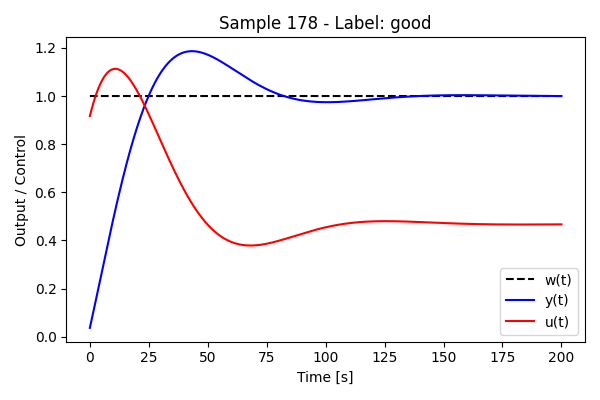 Sample 178 - Label: good
Output / Control
1.2
1.0
0.8
0.6
0.4
0.2
0.0
w(t)
y(t)
u(t)
0 25 50 75 100 125 150 175 200
Time [s]